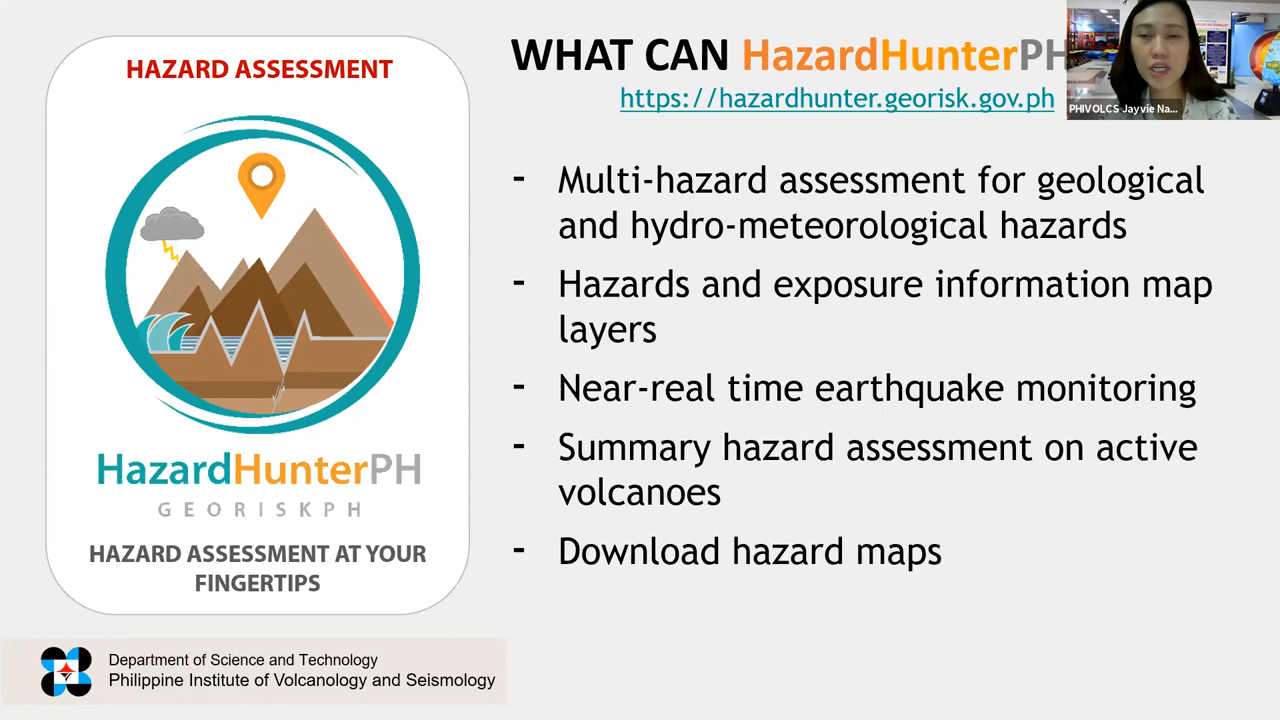 HAZARD ASSESSMENT
HazardHunterPH
GEORISKPH
HAZARD ASSESSMENT AT YOUR
FINGERTIPS
WHAT CAN HazardHunterPH
https://hazardhunter.georisk.gov.ph
- Multi-hazard assessment for geological
and hydro-meteorological hazards
- Hazards and exposure information map
layers
- Near-real time earthquake monitoring
- Summary hazard assessment on active
volcanoes
- Download hazard maps
PHIVOLCS Jayvie Na...
Department of Science and Technology
Philippine Institute of Volcanology and Seismology